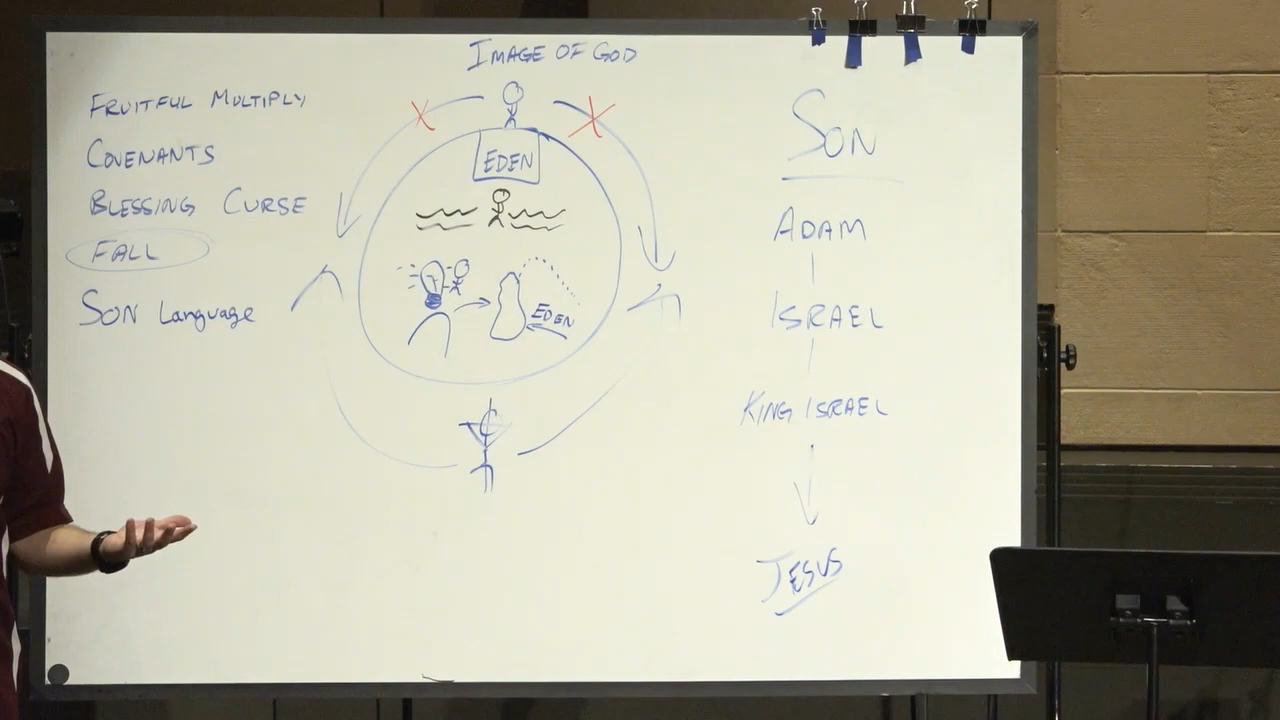 IMAGE OF GOD
FRUITFUL MULTIPLY
COVENANTS
BLESSING CURSE
FALL
SON Language
EDEN
EDEN
SON
ADAM
ISRAEL
KING ISRAEL
JESUS